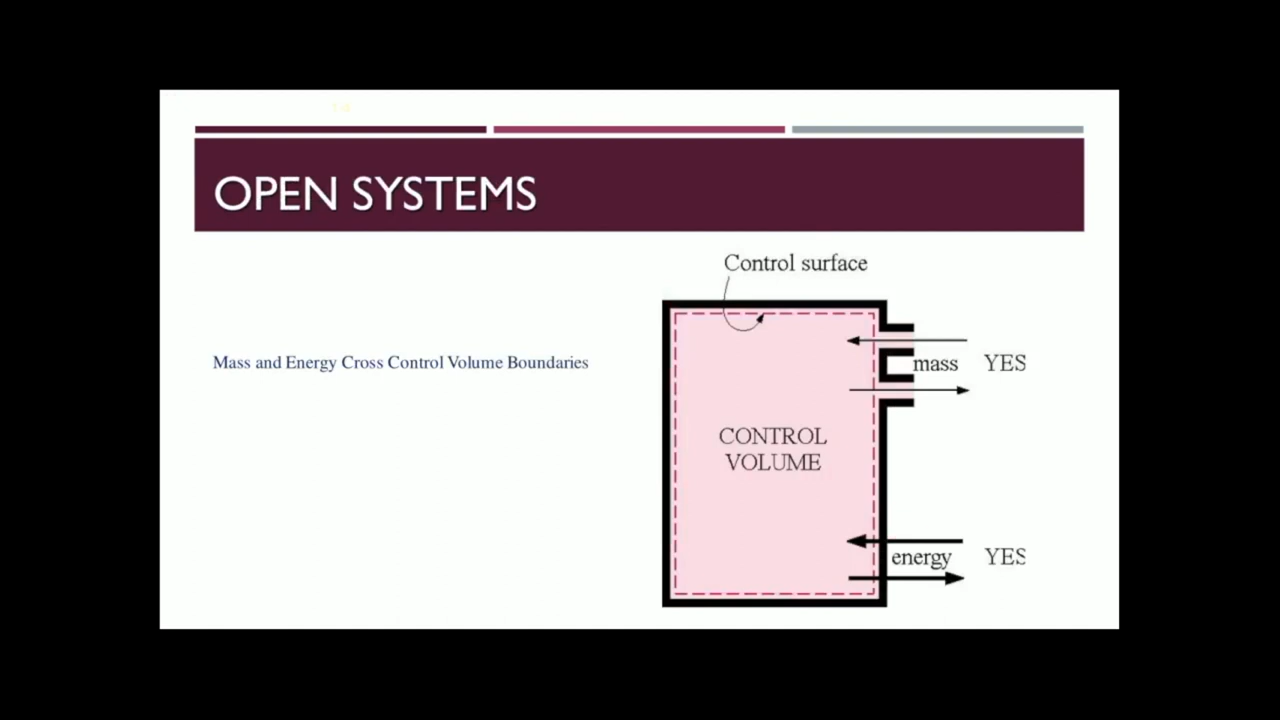 OPEN SYSTEMS
Control surface
Mass and Energy Cross Control Volume Boundaries
mass YES
CONTROL
VOLUME
energy YES